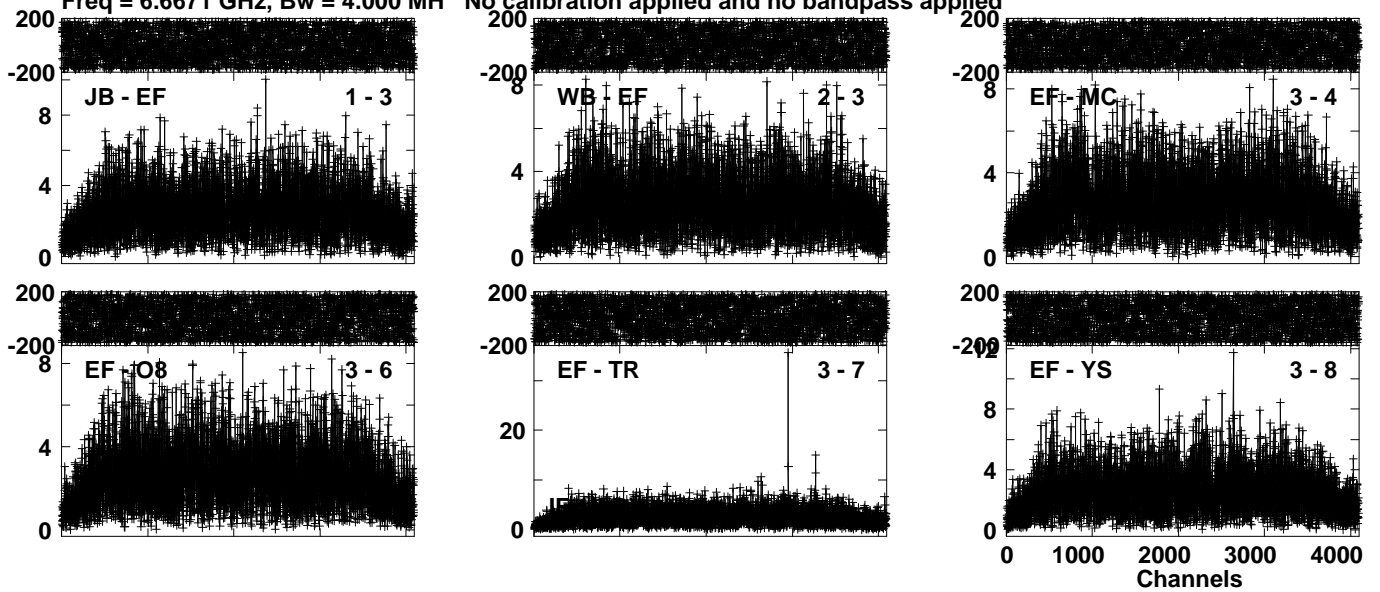 Freq = 6.6671 GHz, Bw = 4.000 MH No calibration applied and no bandpass applied
200 200 200
-200 -200 -200
JB - EF 1 - 3 WB - EF 2 - 3 EF - MC 3 - 4
8 8 8
4 4 4
0 0 0
200 200 200
-200 -200 -200
EF - O8 3 - 6 EF - TR 3 - 7 EF - YS 3 - 8
8 20 12
4 0 8
0 4
0
0 1000 2000 3000 4000
Channels